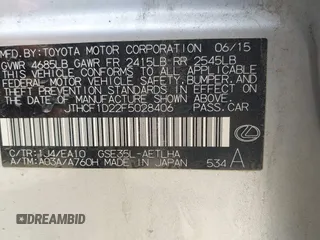 MFD. BY: TOYOTA MOTOR CORPORATION 06/15
GVWR 4685LB GAWR FR 2415LB RR 2545LB
THIS VEHICLE CONFORMS TO ALL APPLICABLE
FEDERAL MOTOR VEHICLE SAFETY, BUMPER, AND
THEFT PREVENTION STANDARDS IN EFFECT ON
THE DATE OF MANUFACTURE SHOWN ABOVE.
JTHCF1D22F5028406 PASS. CAR
C/TR: 1J4/EA10 GSE35L-AETLHA
A/TM: A03A/A760H MADE IN JAPAN 534 A
AUTOBIDCAR